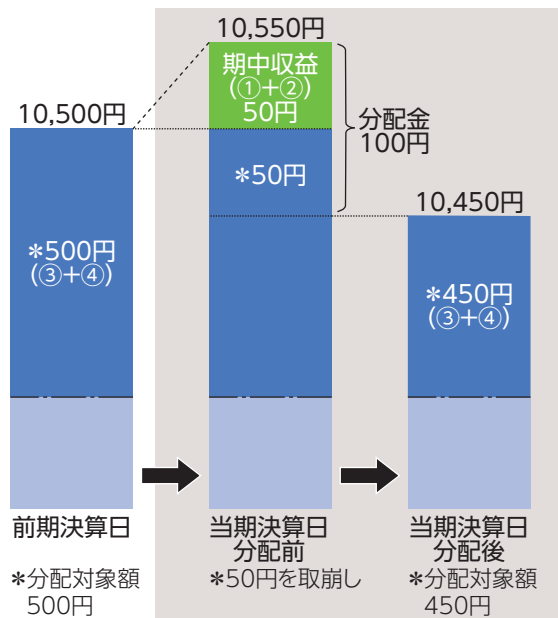 10,550円
期中収益
(①+②)
50円
10,500円
分配金
100円
*50円
10,450円
*500円
(③+④)
*450円
(③+④)
前期決算日
当期決算日
分配前
当期決算日
分配後
*分配対象額
500円
*50円を取崩し
*分配対象額
450円